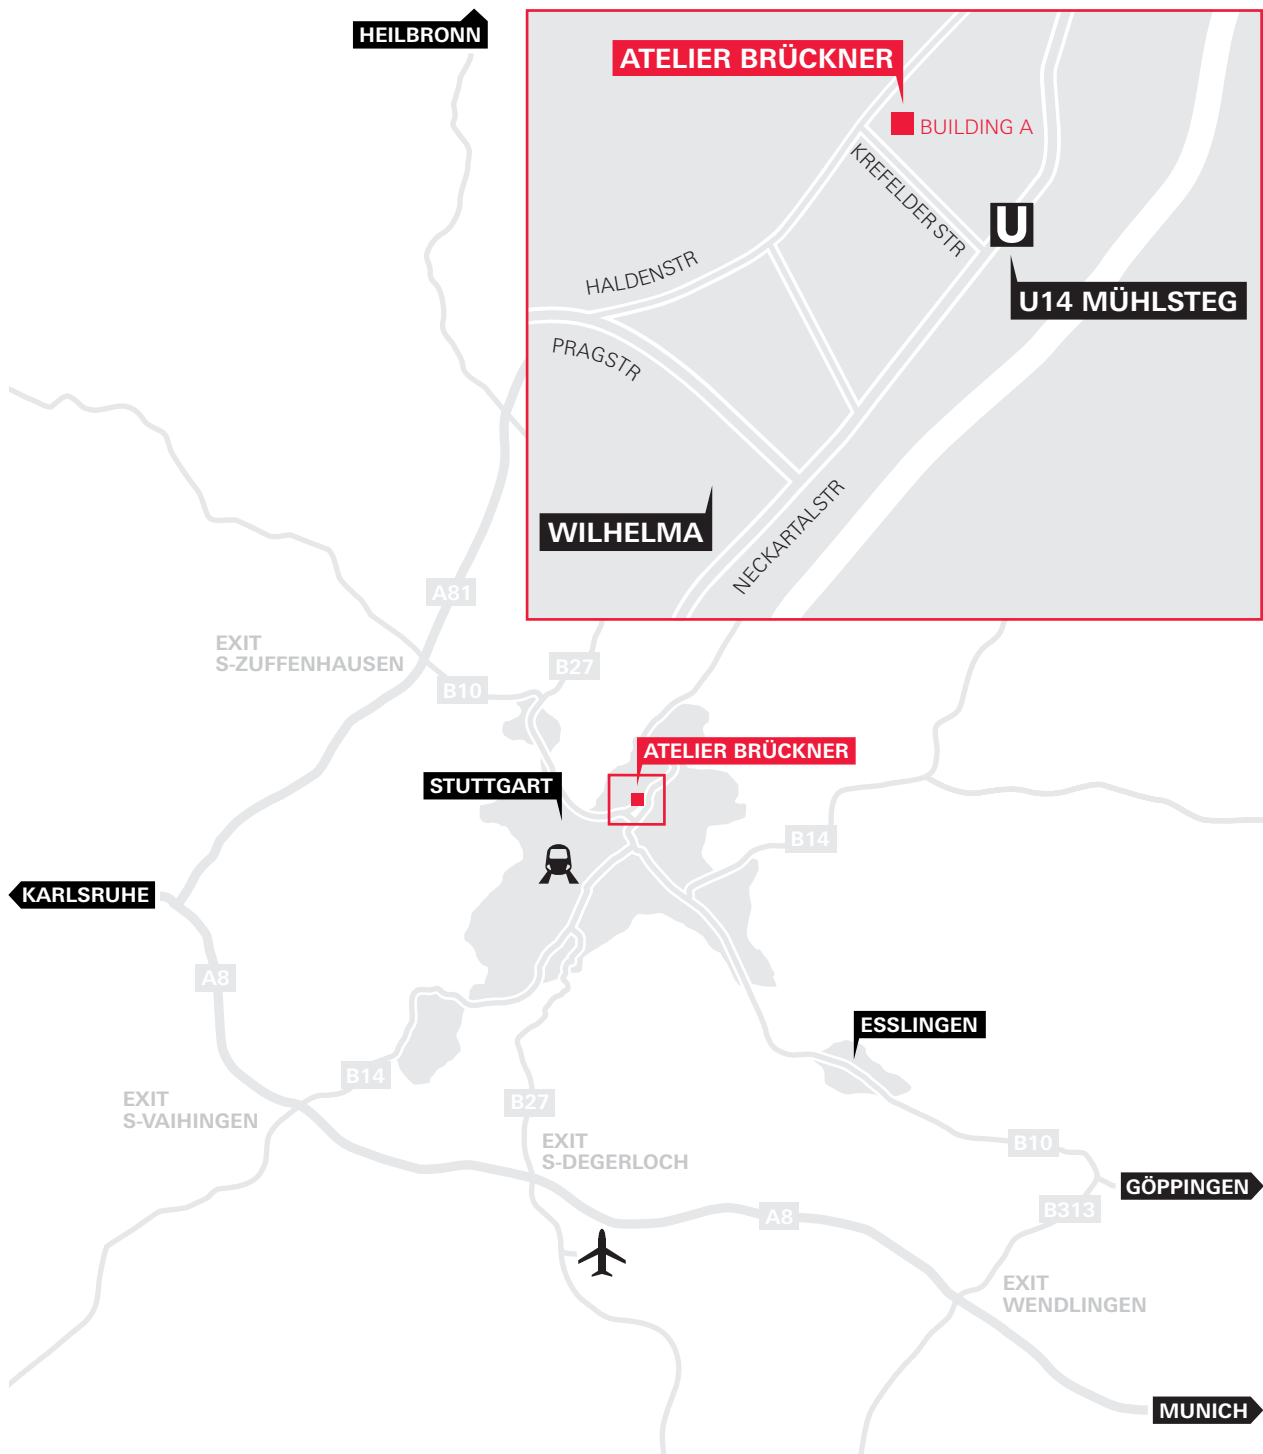 HEILBRONN
ATELIER BRÜCKNER
BUILDING A
KREFELDER STR
U
HALDENSTR
U14 MÜHLSTEG
PRAGSTR
WILHELMA
NECKARTALSTR
A81
EXIT
S-ZUFFENHAUSEN
B27
B10
ATELIER BRÜCKNER
STUTTGART
B14
KARLSRUHE
A8
ESSLINGEN
B14
EXIT
S-VAIHINGEN
B27
EXIT
S-DEGERLOCH
B10
GÖPPINGEN
B313
A8
EXIT
WENDLINGEN
MUNICH